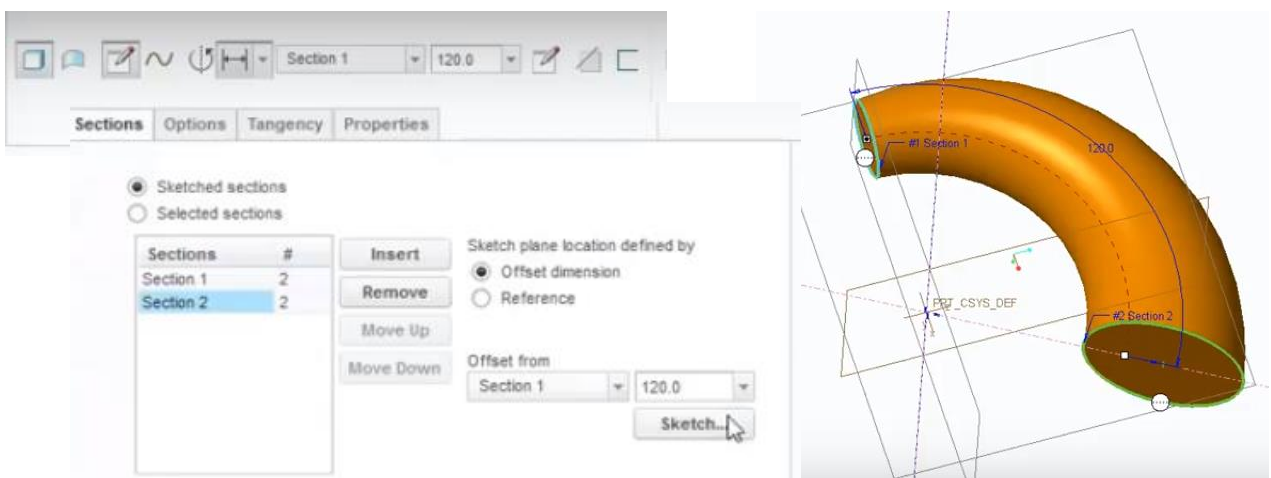 Section 1 120.0
Sections Options Tangency Properties
Sketched sections
Selected sections
Sections #
Section 1 2
Section 2 2
Insert
Remove
Move Up
Move Down
Sketch plane location defined by
Offset dimension
Reference
Offset from
Section 1 120.0
Sketch...
#1 Section 1
120.0
PRT_CSYS_DEF
#2 Section 2